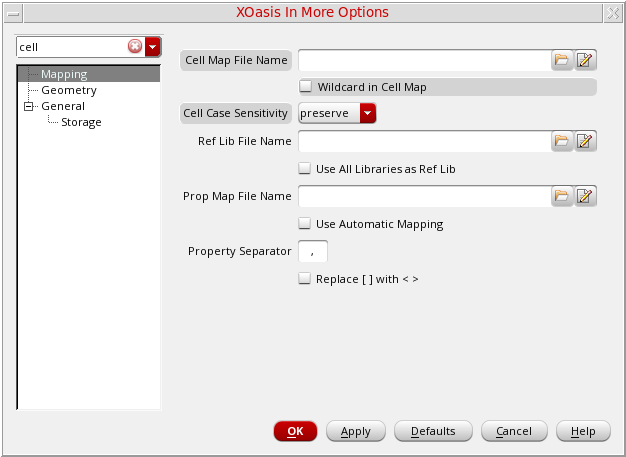 XOasis In More Options
cell
Mapping
Geometry
General
Storage
Cell Map File Name
Wildcard in Cell Map
Cell Case Sensitivity preserve
Ref Lib File Name
Use All Libraries as Ref Lib
Prop Map File Name
Use Automatic Mapping
Property Separator ,
Replace [ ] with < >
OK Apply Defaults Cancel Help